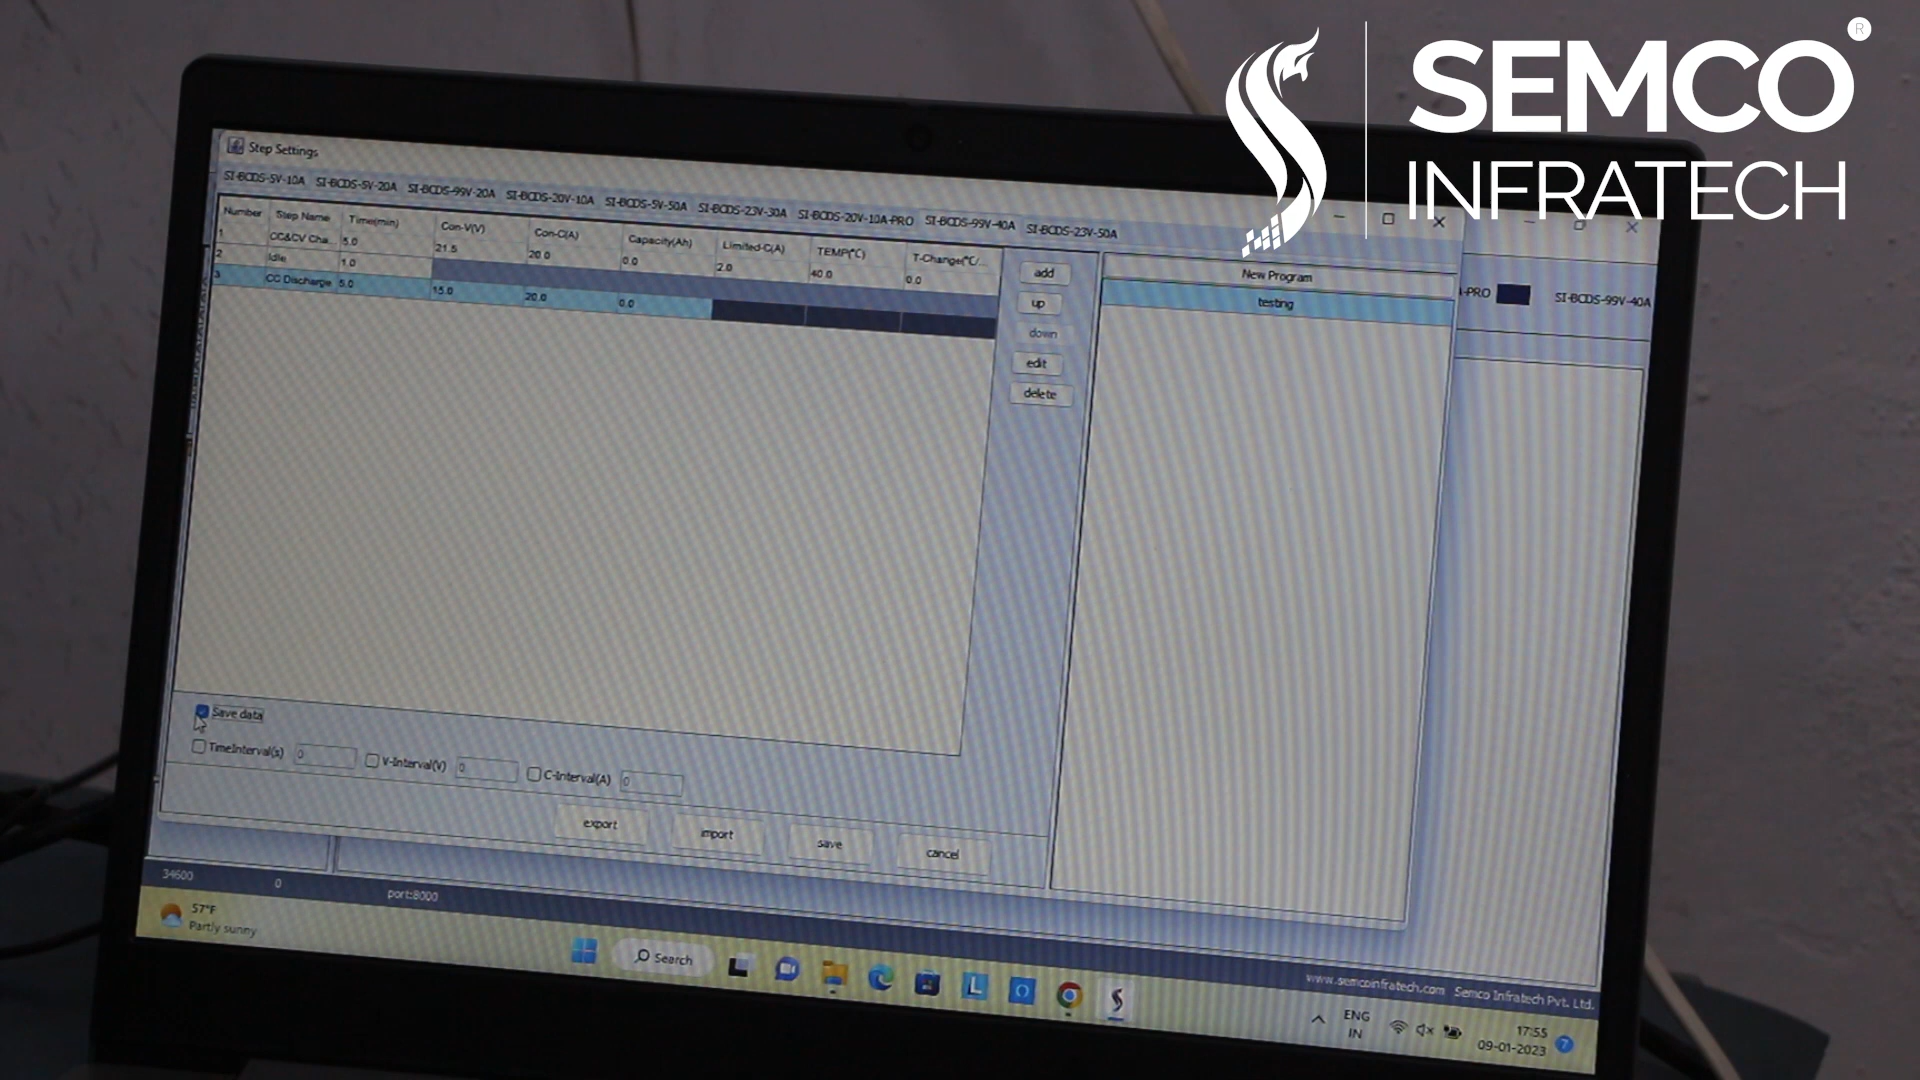 SEMCO
INFRATECH
®
Step Settings
SI-BCDS-5V-10A SI-BCDS-5V-20A SI-BCDS-99V-20A SI-BCDS-20V-10A SI-BCDS-5V-50A SI-BCDS-23V-30A SI-BCDS-20V-10A-PRO SI-BCDS-99V-40A SI-BCDS-23V-50A
Number Step Name Time(min) Con-V(V) Con-C(A) Capacity(Ah) Limited-C(A) TEMP(℃) T-Change(℃/...
1 CC&CV Cha... 5.0 21.5 20.0 0.0 2.0 40.0 0.0
2 Idle 1.0
3 CC Discharge 5.0 15.0 20.0 0.0
add
up
down
edit
delete
New Program
testing
-PRO SI-BCDS-99V-40A
Save data
TimeInterval(s) 0 V-Interval(V) 0 C-Interval(A) 0
export import save cancel
34600 0 port:8000
www.semcoinfratech.com Semco Infratech Pvt. Ltd.
57°F
Partly sunny
Search
ENG
IN
17:55
09-01-2023
7